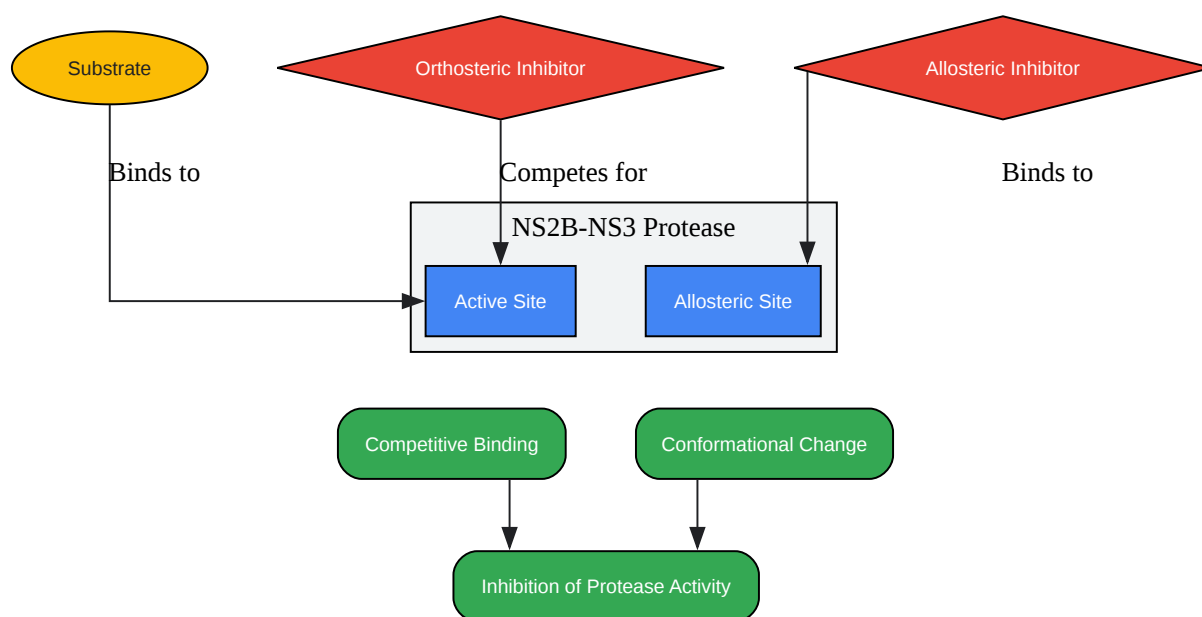 Substrate
Orthosteric Inhibitor
Allosteric Inhibitor
Binds to
Competes for
Binds to
NS2B-NS3 Protease
Active Site
Allosteric Site
Competitive Binding
Conformational Change
Inhibition of Protease Activity